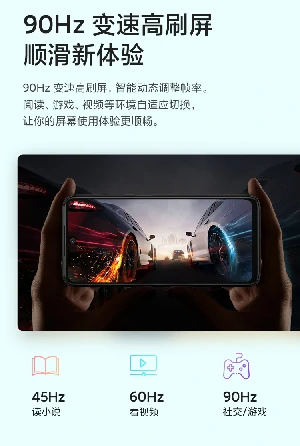 90Hz 变速高刷屏
顺滑新体验
90Hz 变速高刷屏，智能动态调整帧率。
阅读、游戏、视频等环境自适应切换，
让你的屏幕使用体验更顺畅。
45Hz
60Hz
90Hz
读小说
看视频
社交/游戏